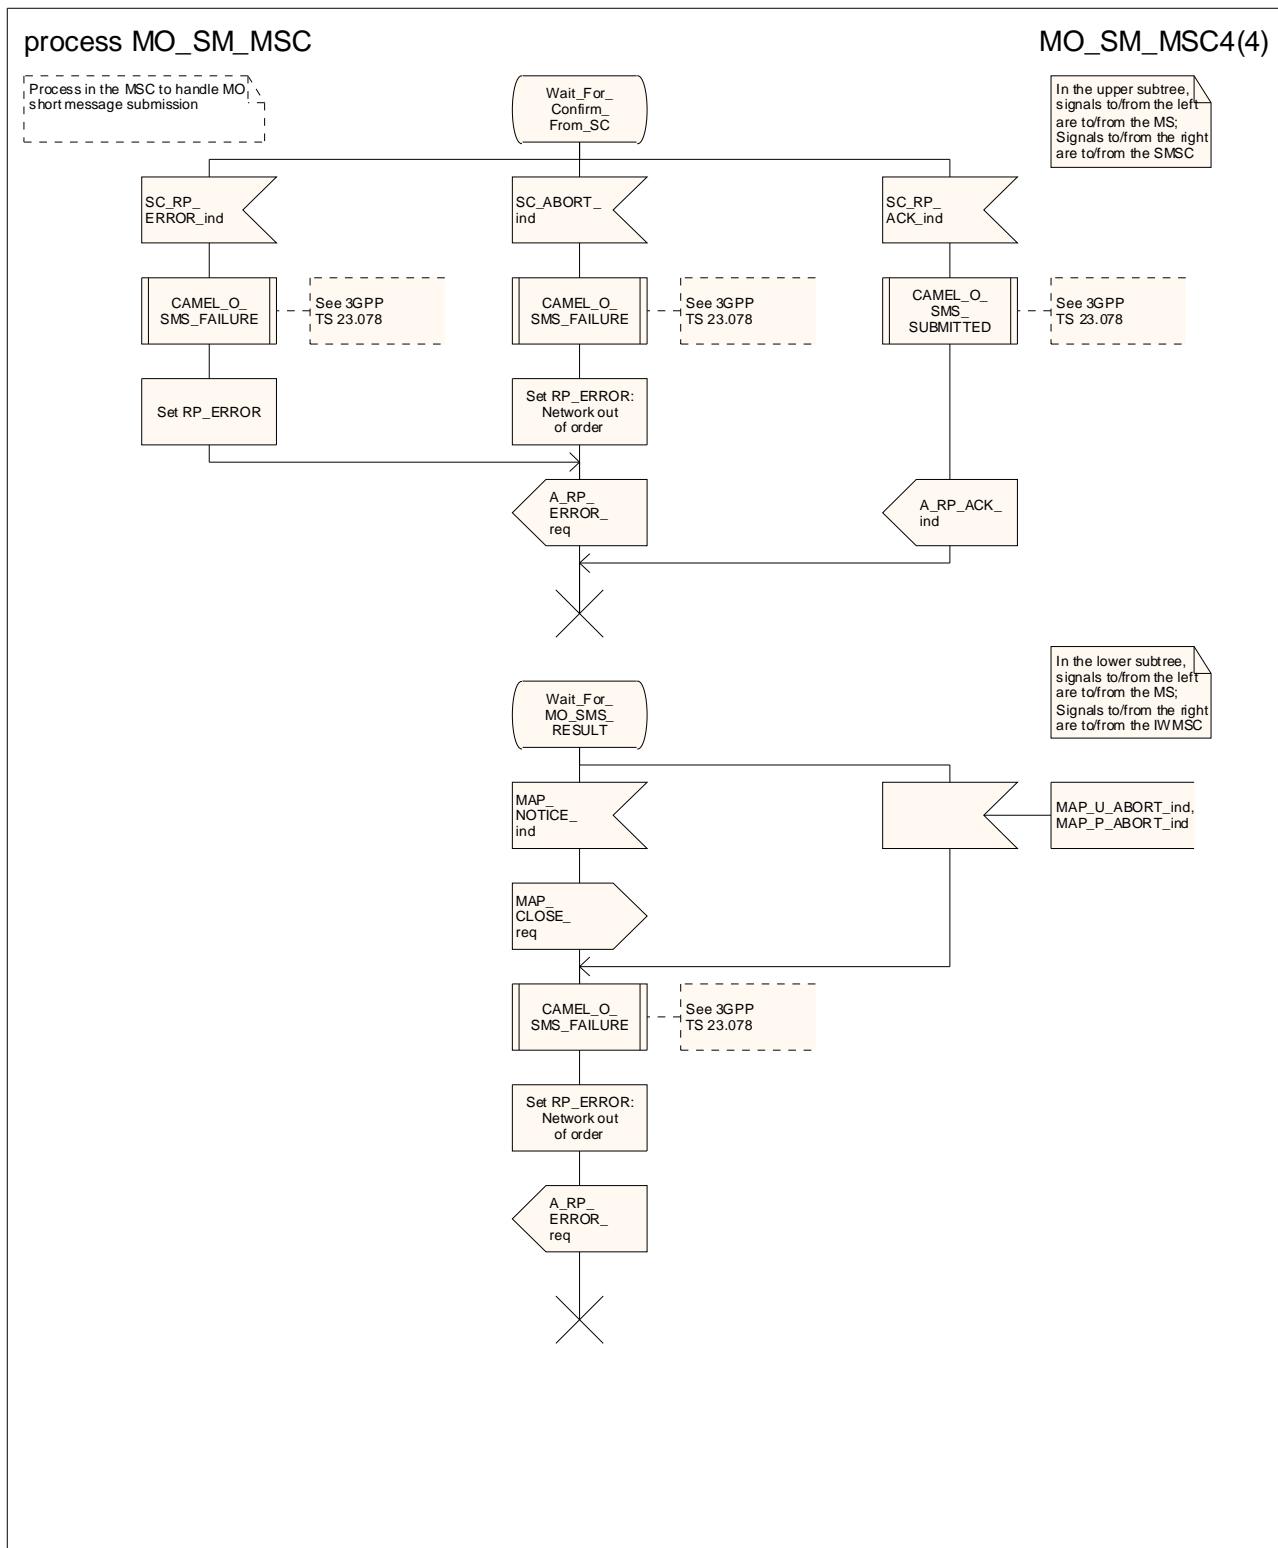 process MO_SM_MSC
MO_SM_MSC4(4)
Process in the MSC to handle MO
short message submission
Wait_For_
Confirm_
From_SC
In the upper subtree,
signals to/from the left
are to/from the MS;
Signals to/from the right
are to/from the SMSC
SC_RP_
ERROR_ind
SC_ABORT_
ind
SC_RP_
ACK_ind
CAMEL_O_
SMS_FAILURE
See 3GPP
TS 23.078
CAMEL_O_
SMS_FAILURE
See 3GPP
TS 23.078
CAMEL_O_
SMS_
SUBMITTED
See 3GPP
TS 23.078
Set RP_ERROR
Set RP_ERROR:
Network out
of order
A_RP_
ERROR_
req
A_RP_ACK_
ind
In the lower subtree,
signals to/from the left
are to/from the MS;
Signals to/from the right
are to/from the IWMSC
Wait_For_
MO_SMS_
RESULT
MAP_
NOTICE_
ind
MAP_U_ABORT_ind,
MAP_P_ABORT_ind
MAP_
CLOSE_
req
CAMEL_O_
SMS_FAILURE
See 3GPP
TS 23.078
Set RP_ERROR:
Network out
of order
A_RP_
ERROR_
req